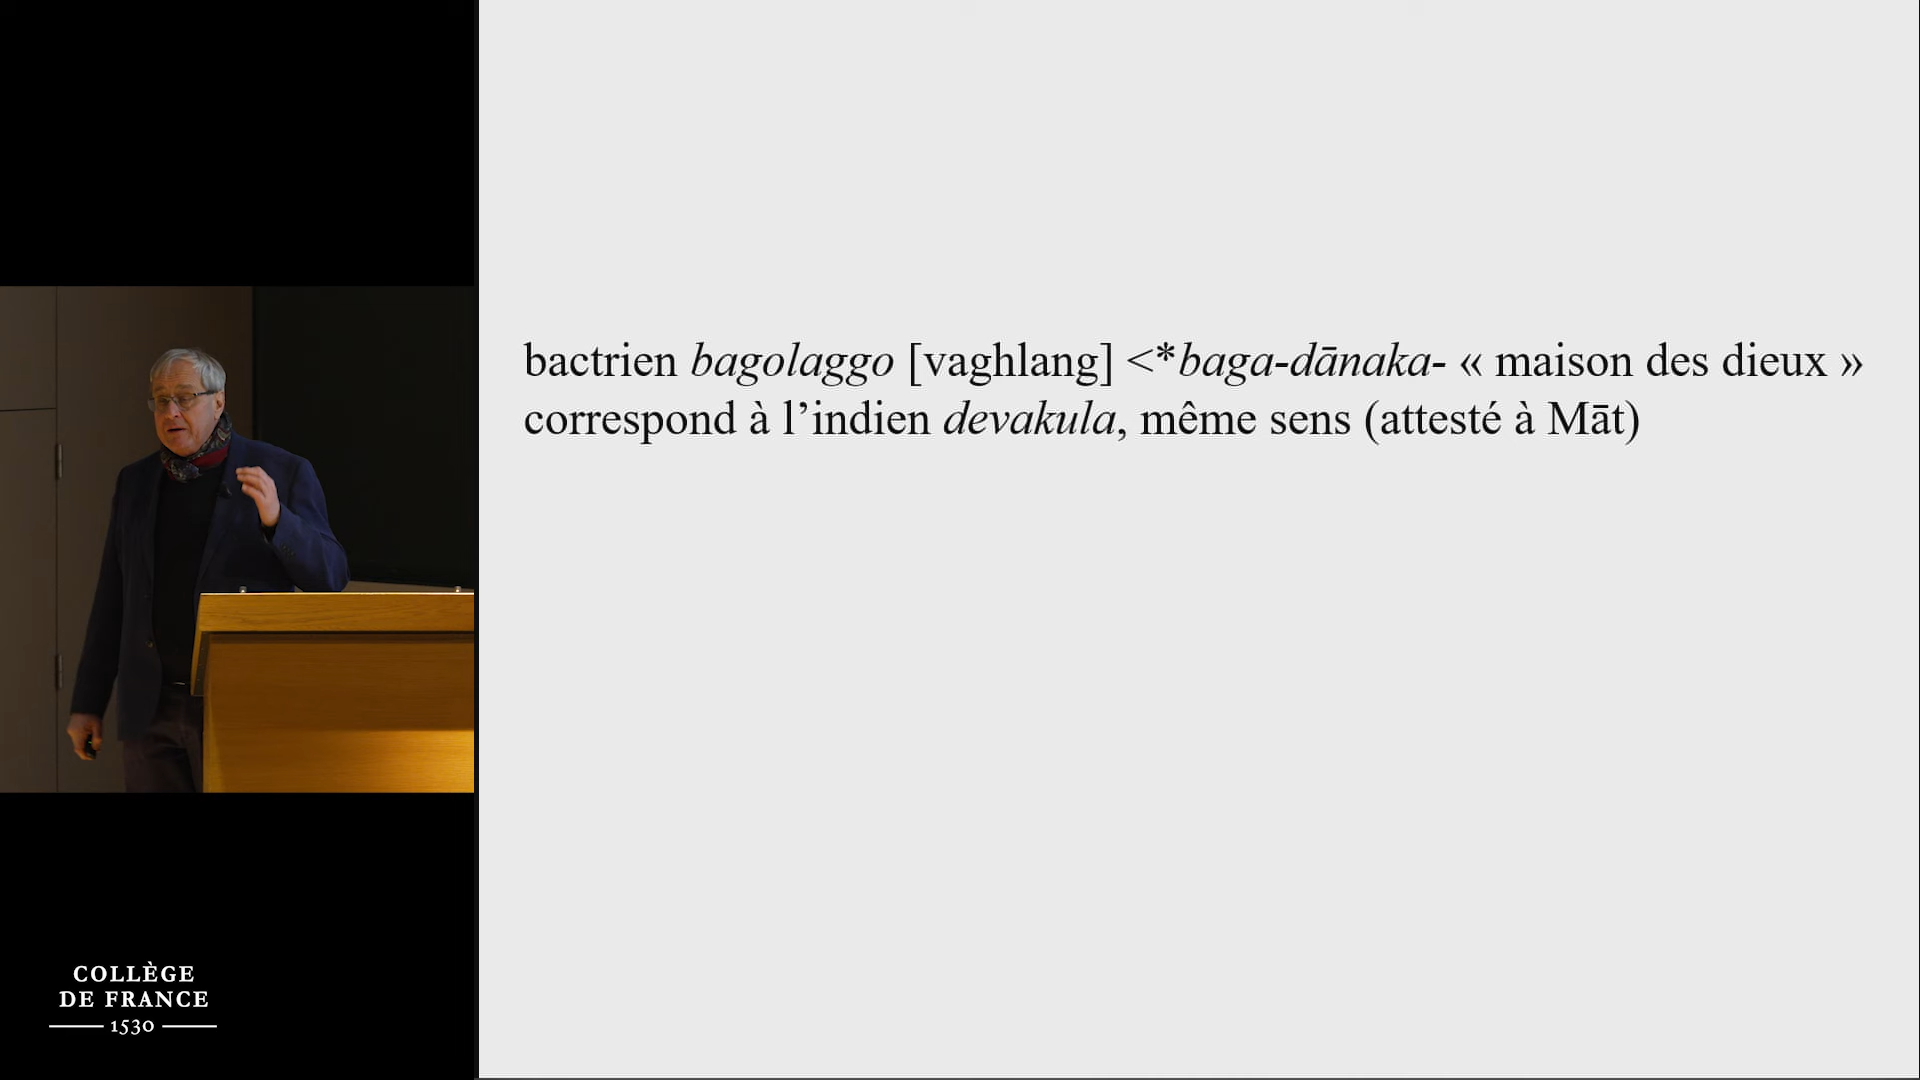 bactrien bagolaggo [vaghlang] <*baga-dānaka- « maison des dieux »
correspond à l’indien devakula, même sens (attesté à Māt)
COLLÈGE
DE FRANCE
1530